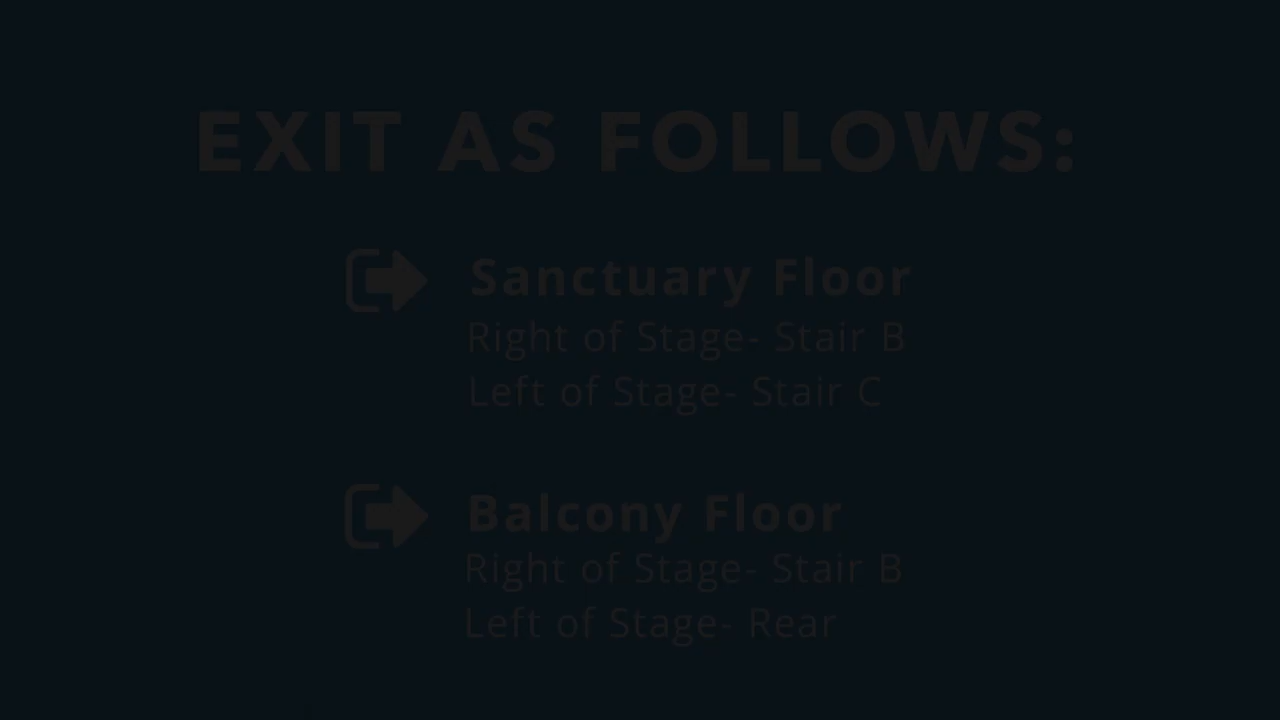 EXIT AS FOLLOWS:
Sanctuary Floor
Right of Stage- Stair B
Left of Stage- Stair C
Balcony Floor
Right of Stage- Stair B
Left of Stage- Rear